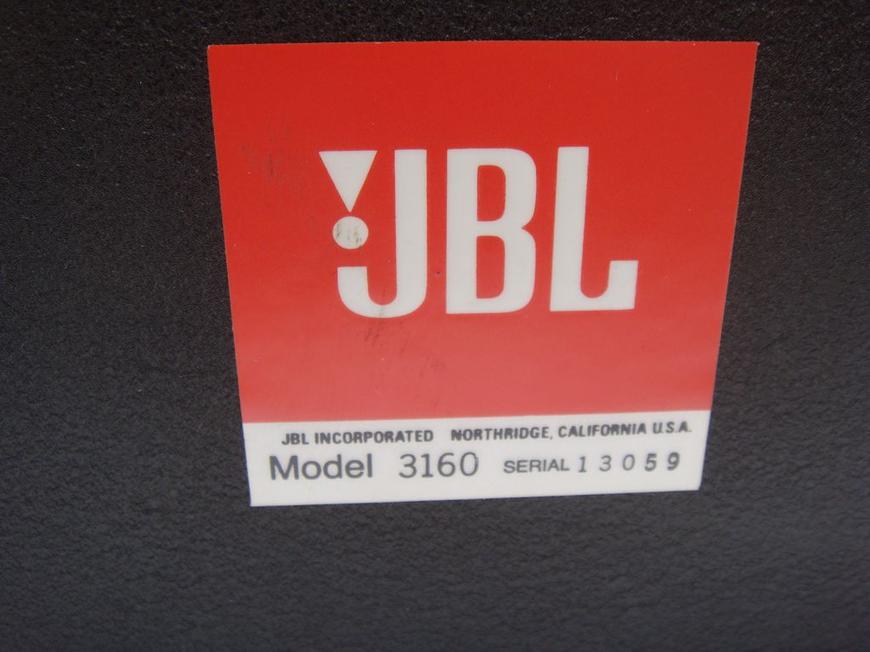 JBL
JBL INCORPORATED NORTHRIDGE, CALIFORNIA U.S.A.
Model 3160 SERIAL 13059